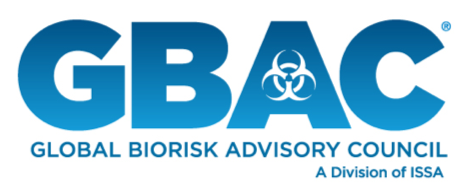 GBAC®
GLOBAL BIORISK ADVISORY COUNCIL
A Division of ISSA